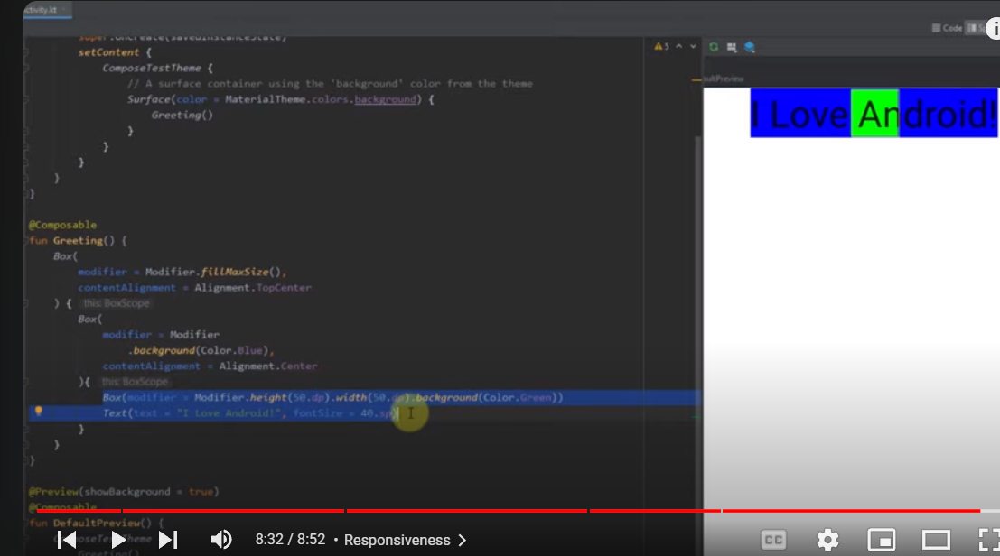 ctivity.kt
Code
super.onCreate(savedInstanceState)
5
setContent {
ComposeTestTheme {
ultPreview
// A surface container using the 'background' color from the theme
Surface(color = MaterialTheme.colors.background) {
I Love Android!
Greeting()
}
}
}
}
}
@Composable
fun Greeting() {
Box(
modifier = Modifier.fillMaxSize(),
contentAlignment = Alignment.TopCenter
) { this: BoxScope
Box(
modifier = Modifier
.background(Color.Blue),
contentAlignment = Alignment.Center
){ this: BoxScope
Box(modifier = Modifier.height(50.dp).width(50.dp).background(Color.Green))
Text(text = "I Love Android!", fontSize = 40.sp)
}
}
}
@Preview(showBackground = true)
@Composable
fun DefaultPreview() {
8:32 / 8:52 • Responsiveness
CC
Greeting()